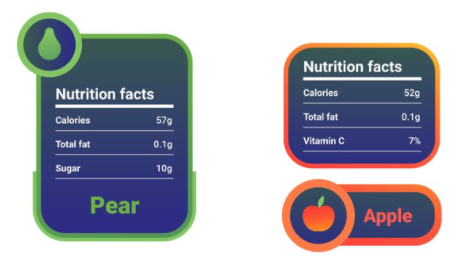 Nutrition facts
Calories 57g
Total fat 0.1g
Sugar 10g
Pear
Nutrition facts
Calories 52g
Total fat 0.1g
Vitamin C 7%
Apple